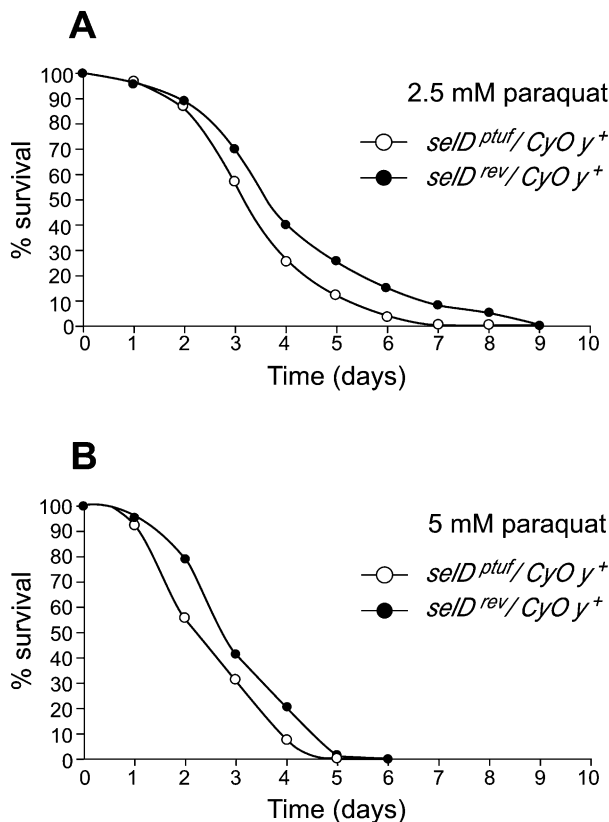 A
2.5 mM paraquat
selD ptuf/ CyO y+
selD rev/ CyO y+
% survival
100
90
80
70
60
50
40
30
20
10
0
0 1 2 3 4 5 6 7 8 9 10
Time (days)
B
5 mM paraquat
selD ptuf/ CyO y+
selD rev/ CyO y+
% survival
100
90
80
70
60
50
40
30
20
10
0
0 1 2 3 4 5 6 7 8 9 10
Time (days)